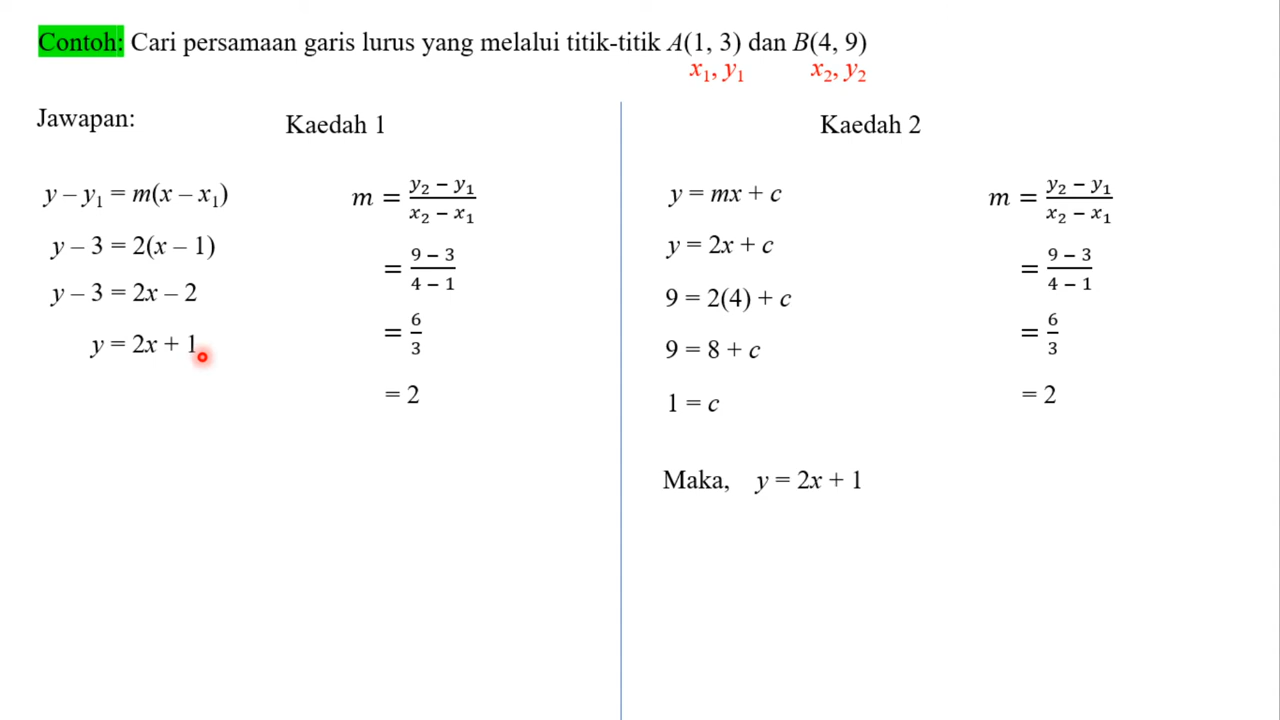 Contoh: Cari persamaan garis lurus yang melalui titik-titik A(1, 3) dan B(4, 9)
x₁, y₁ x₂, y₂
Jawapan:
Kaedah 1
y – y₁ = m(x – x₁)
y – 3 = 2(x – 1)
y – 3 = 2x – 2
y = 2x + 1
m = (y₂ − y₁)/(x₂ − x₁)
= (9 − 3)/(4 − 1)
= 6/3
= 2
Kaedah 2
y = mx + c
y = 2x + c
9 = 2(4) + c
9 = 8 + c
1 = c
Maka, y = 2x + 1
m = (y₂ − y₁)/(x₂ − x₁)
= (9 − 3)/(4 − 1)
= 6/3
= 2